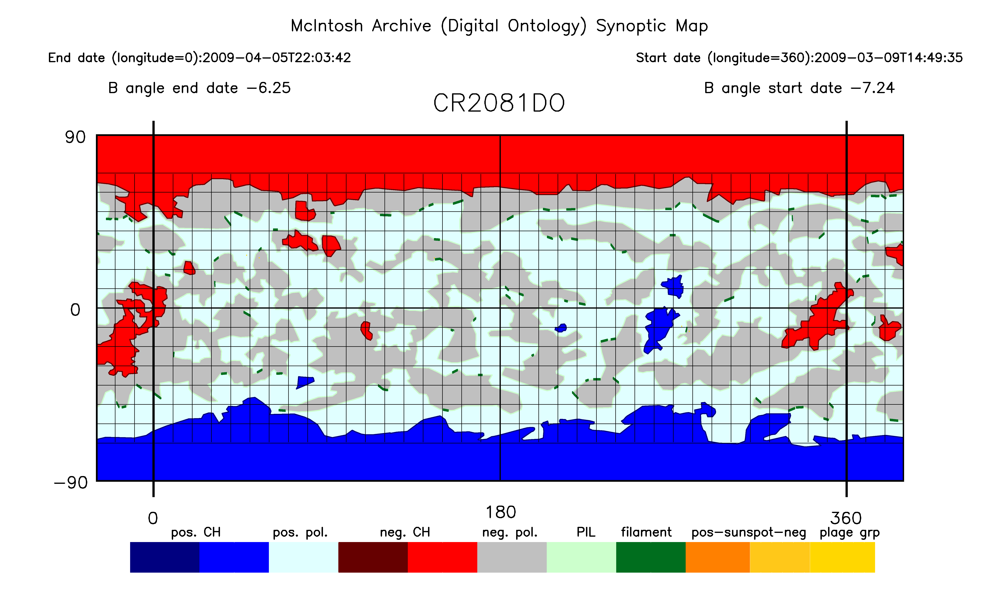 McIntosh Archive (Digital Ontology) Synoptic Map
End date (longitude=0):2009-04-05T22:03:42
Start date (longitude=360):2009-03-09T14:49:35
B angle end date -6.25
B angle start date -7.24
CR2081DO
90
0
-90
0
180
360
pos. CH
pos. pol.
neg. CH
neg. pol.
PIL
filament
pos-sunspot-neg
plage grp